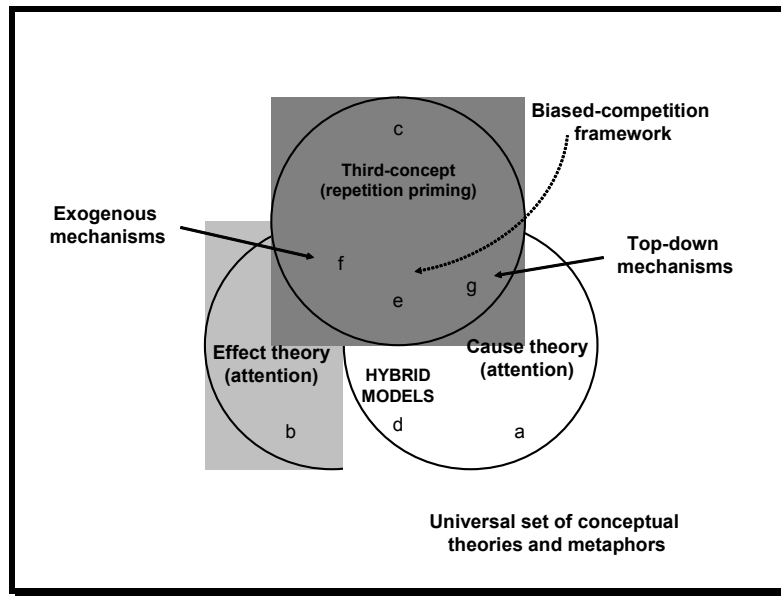 Biased-competition
framework
c
Third-concept
(repetition priming)
Exogenous
mechanisms
Top-down
mechanisms
f
g
e
Effect theory
(attention)
Cause theory
(attention)
HYBRID
MODELS
b
d
a
Universal set of conceptual
theories and metaphors